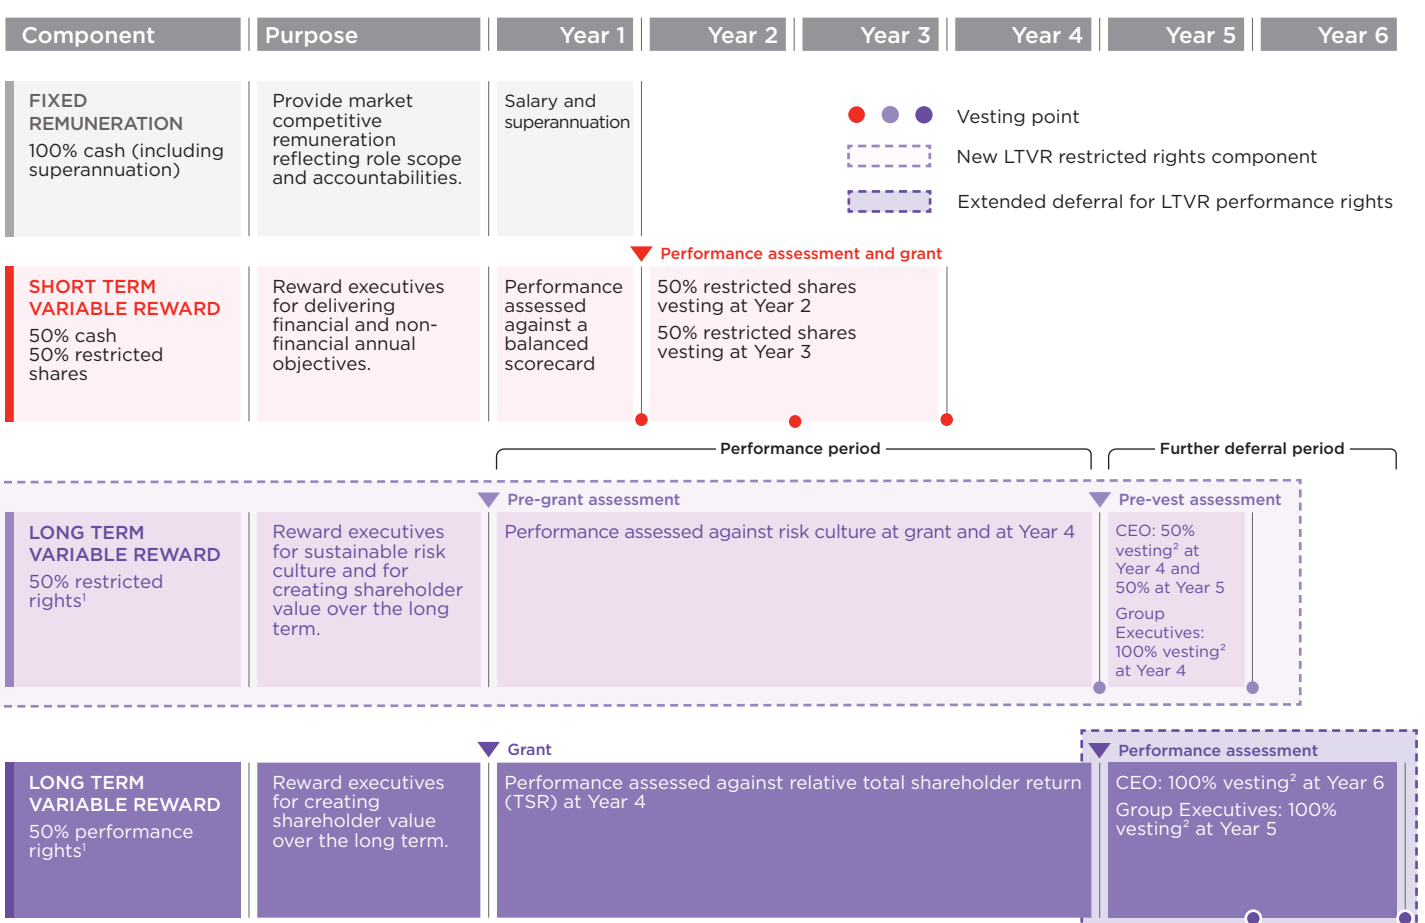 Component
Purpose
Year 1
Year 2
Year 3
Year 4
Year 5
Year 6
FIXED
REMUNERATION
100% cash (including
superannuation)
Provide market
competitive
remuneration
reflecting role scope
and accountabilities.
Salary and
superannuation
Vesting point
New LTVR restricted rights component
Extended deferral for LTVR performance rights
Performance assessment and grant
SHORT TERM
VARIABLE REWARD
50% cash
50% restricted
shares
Reward executives
for delivering
financial and non-
financial annual
objectives.
Performance
assessed
against a
balanced
scorecard
50% restricted shares
vesting at Year 2
50% restricted shares
vesting at Year 3
Performance period
Further deferral period
Pre-grant assessment
Pre-vest assessment
LONG TERM
VARIABLE REWARD
50% restricted
rights¹
Reward executives
for sustainable risk
culture and for
creating shareholder
value over the long
term.
Performance assessed against risk culture at grant and at Year 4
CEO: 50%
vesting² at
Year 4 and
50% at Year 5
Group
Executives:
100% vesting²
at Year 4
Grant
Performance assessment
LONG TERM
VARIABLE REWARD
50% performance
rights¹
Reward executives
for creating
shareholder value
over the long term.
Performance assessed against relative total shareholder return
(TSR) at Year 4
CEO: 100% vesting² at Year 6
Group Executives: 100%
vesting² at Year 5